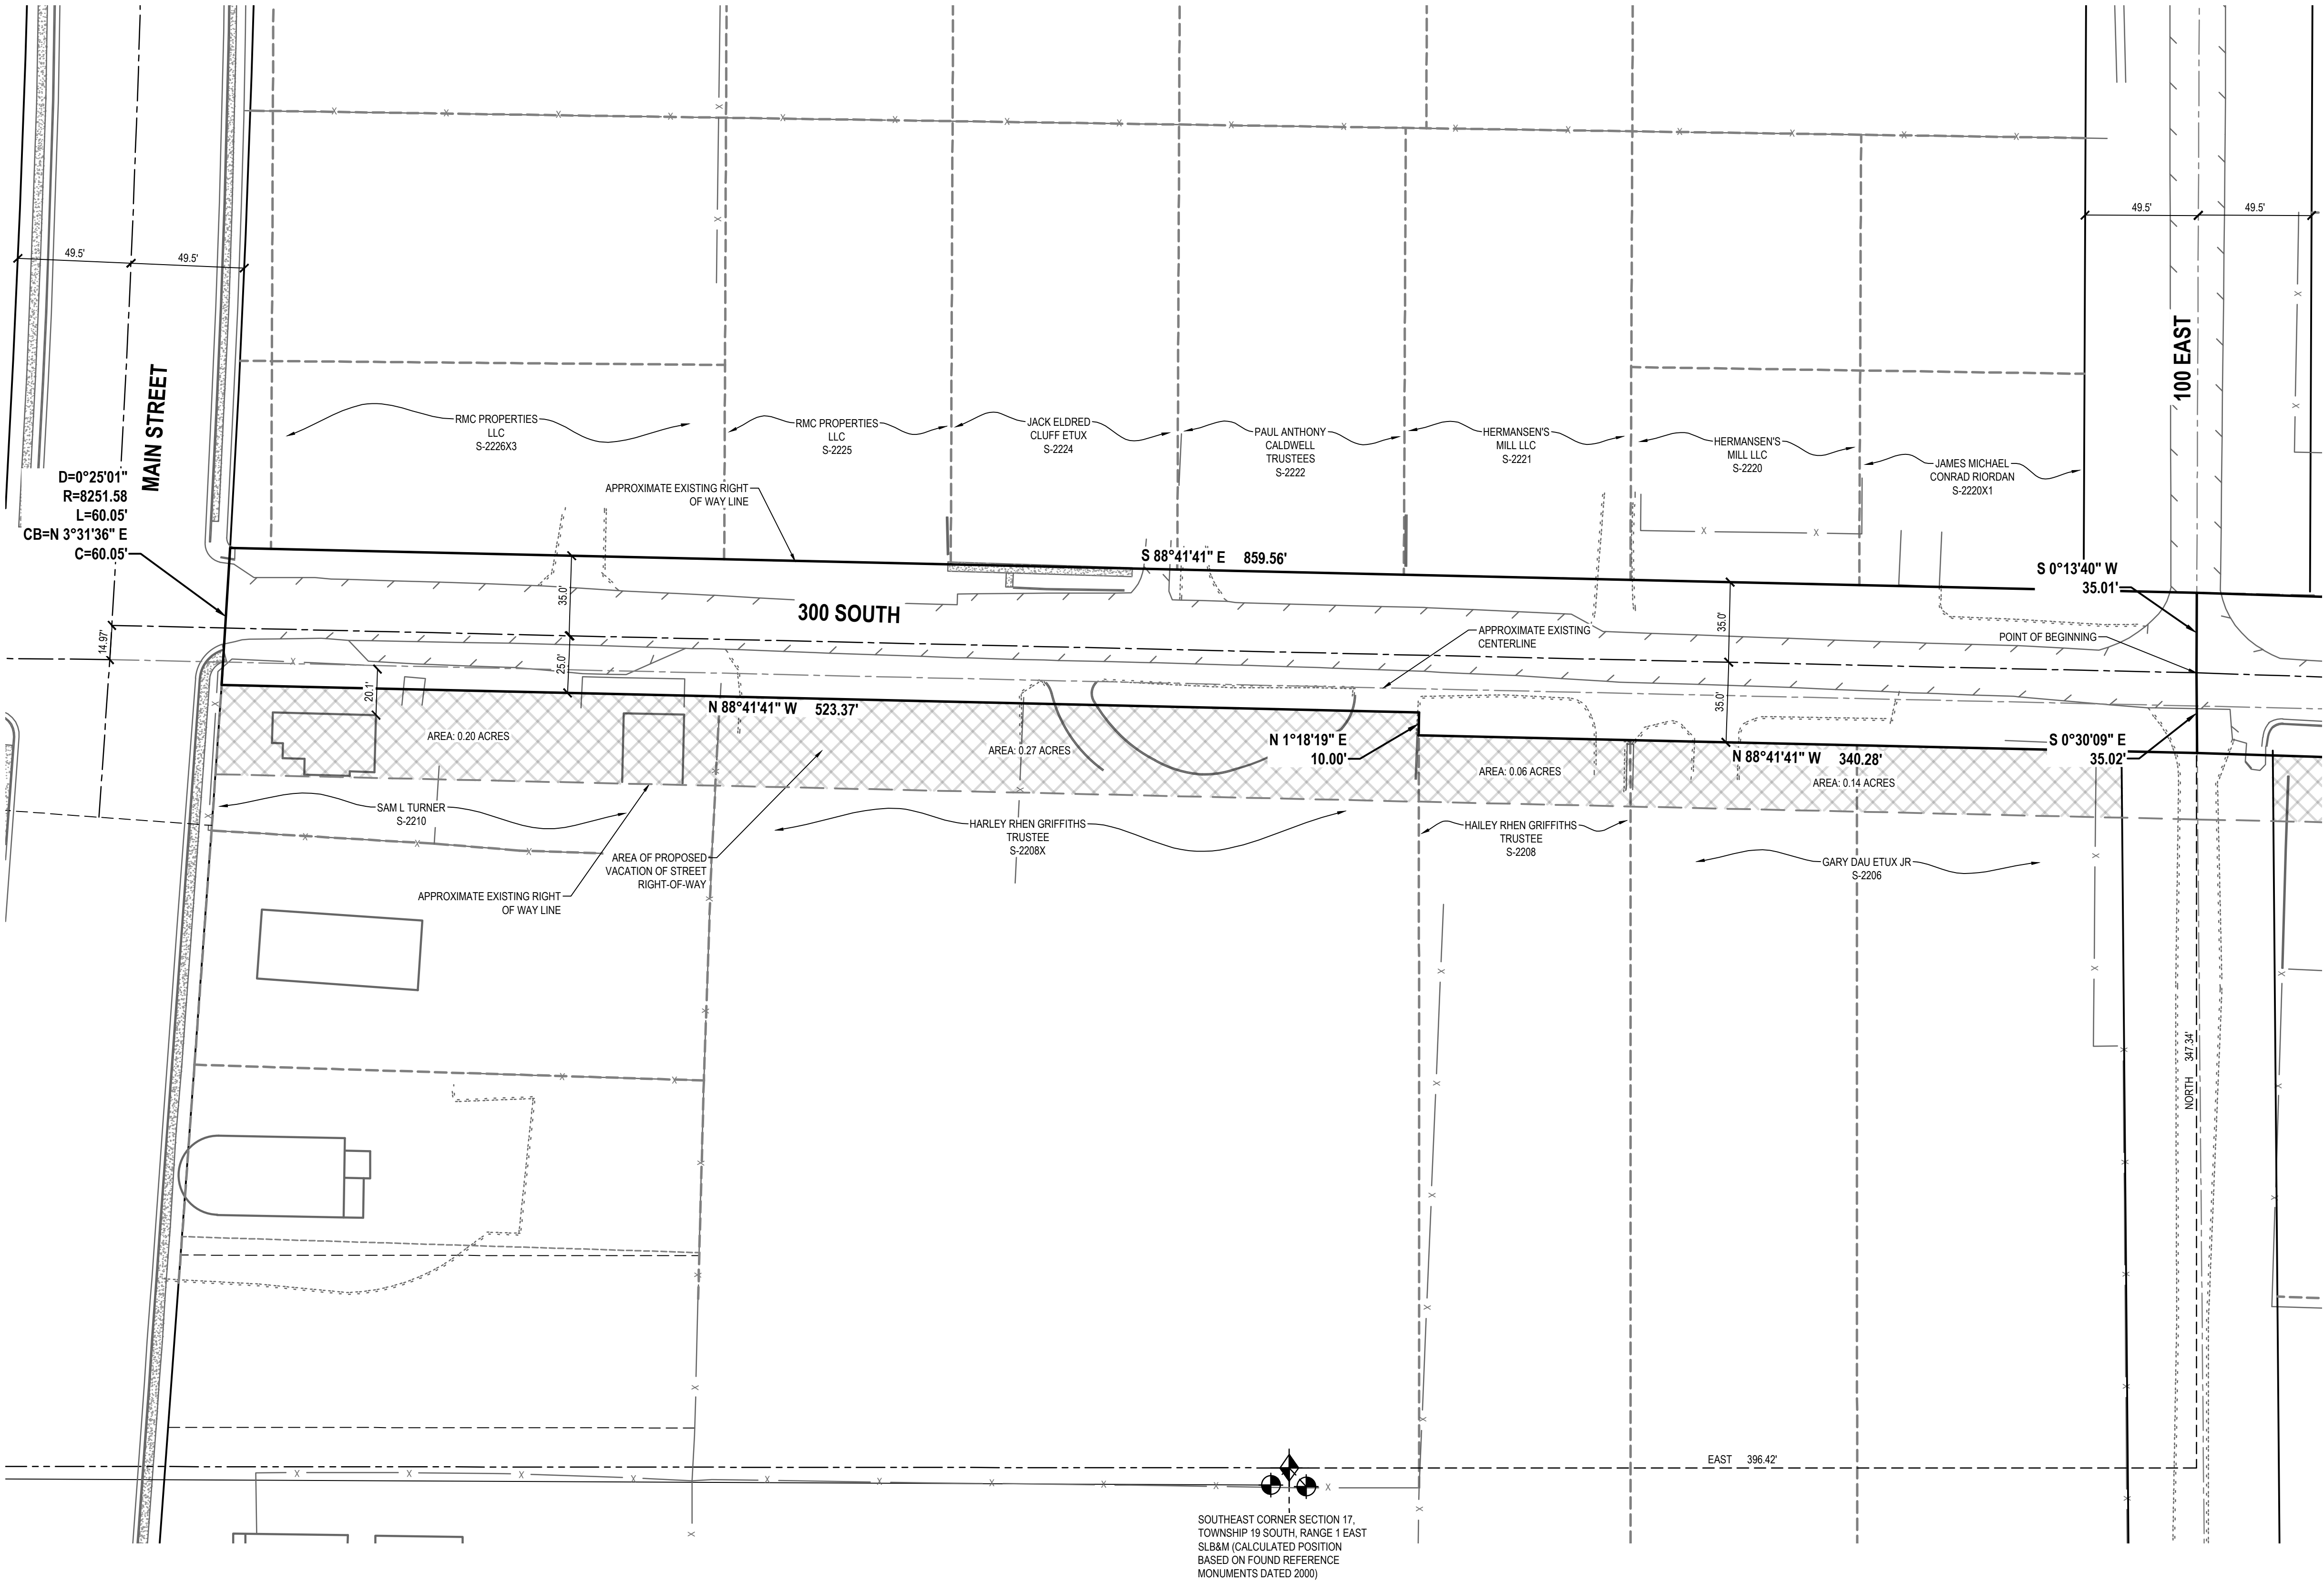 49.5'
49.5'
49.5'
49.5'
MAIN STREET
100 EAST
D=0°25'01"
R=8251.58
L=60.05'
CB=N 3°31'36" E
C=60.05'
RMC PROPERTIES
LLC
S-2226X3
RMC PROPERTIES
LLC
S-2225
JACK ELDRED
CLUFF ETUX
S-2224
PAUL ANTHONY
CALDWELL
TRUSTEES
S-2222
HERMANSEN'S
MILL LLC
S-2221
HERMANSEN'S
MILL LLC
S-2220
JAMES MICHAEL
CONRAD RIORDAN
S-2220X1
APPROXIMATE EXISTING RIGHT
OF WAY LINE
S 88°41'41" E 859.56'
S 0°13'40" W
35.01'
35.0'
300 SOUTH
35.0'
14.97'
APPROXIMATE EXISTING
CENTERLINE
POINT OF BEGINNING
25.0'
20.1'
35.0'
N 88°41'41" W 523.37'
AREA: 0.20 ACRES
AREA: 0.27 ACRES
N 1°18'19" E
10.00'
S 0°30'09" E
35.02'
N 88°41'41" W 340.28'
AREA: 0.06 ACRES
AREA: 0.14 ACRES
SAM L TURNER
S-2210
HARLEY RHEN GRIFFITHS
TRUSTEE
S-2208X
HAILEY RHEN GRIFFITHS
TRUSTEE
S-2208
GARY DAU ETUX JR
S-2206
AREA OF PROPOSED
VACATION OF STREET
RIGHT-OF-WAY
APPROXIMATE EXISTING RIGHT
OF WAY LINE
NORTH 347.34'
EAST 396.42'
SOUTHEAST CORNER SECTION 17,
TOWNSHIP 19 SOUTH, RANGE 1 EAST
SLB&M (CALCULATED POSITION
BASED ON FOUND REFERENCE
MONUMENTS DATED 2000)